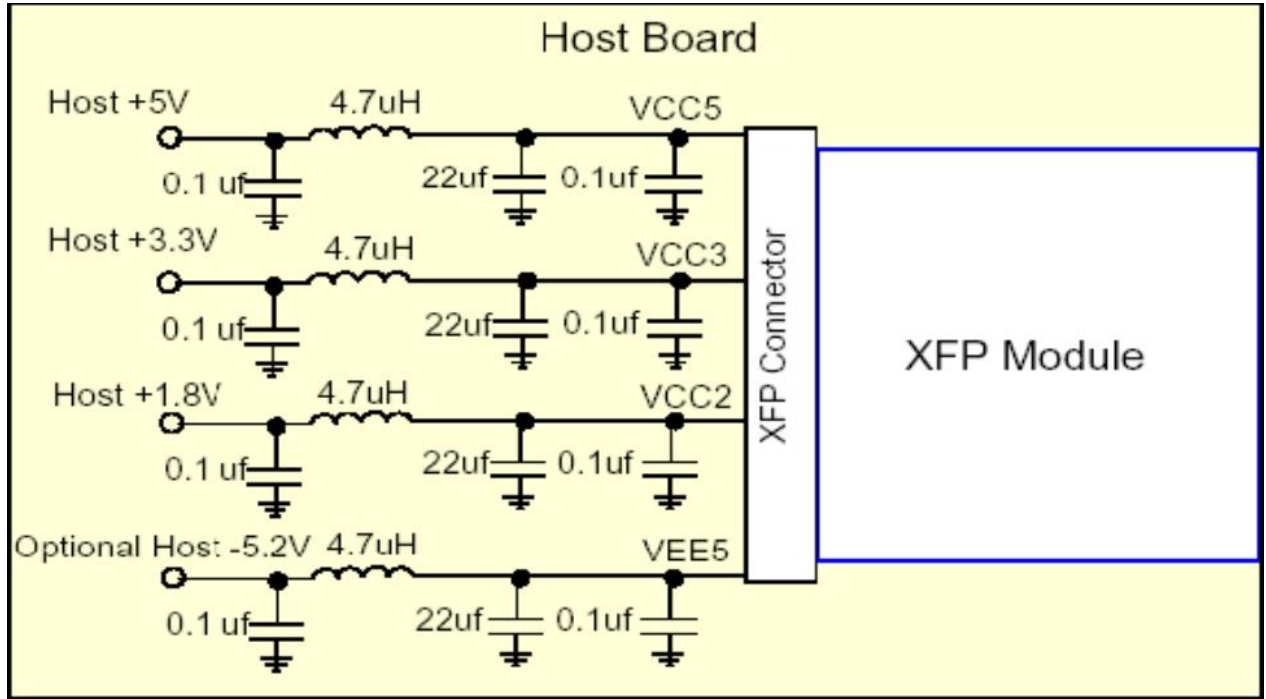 Host Board
Host +5V
4.7uH
VCC5
0.1 uf
22uf
0.1uf
Host +3.3V
4.7uH
VCC3
0.1 uf
22uf
0.1uf
Host +1.8V
4.7uH
VCC2
0.1 uf
22uf
0.1uf
Optional Host -5.2V
4.7uH
VEE5
0.1 uf
22uf
0.1uf
XFP Connector
XFP Module